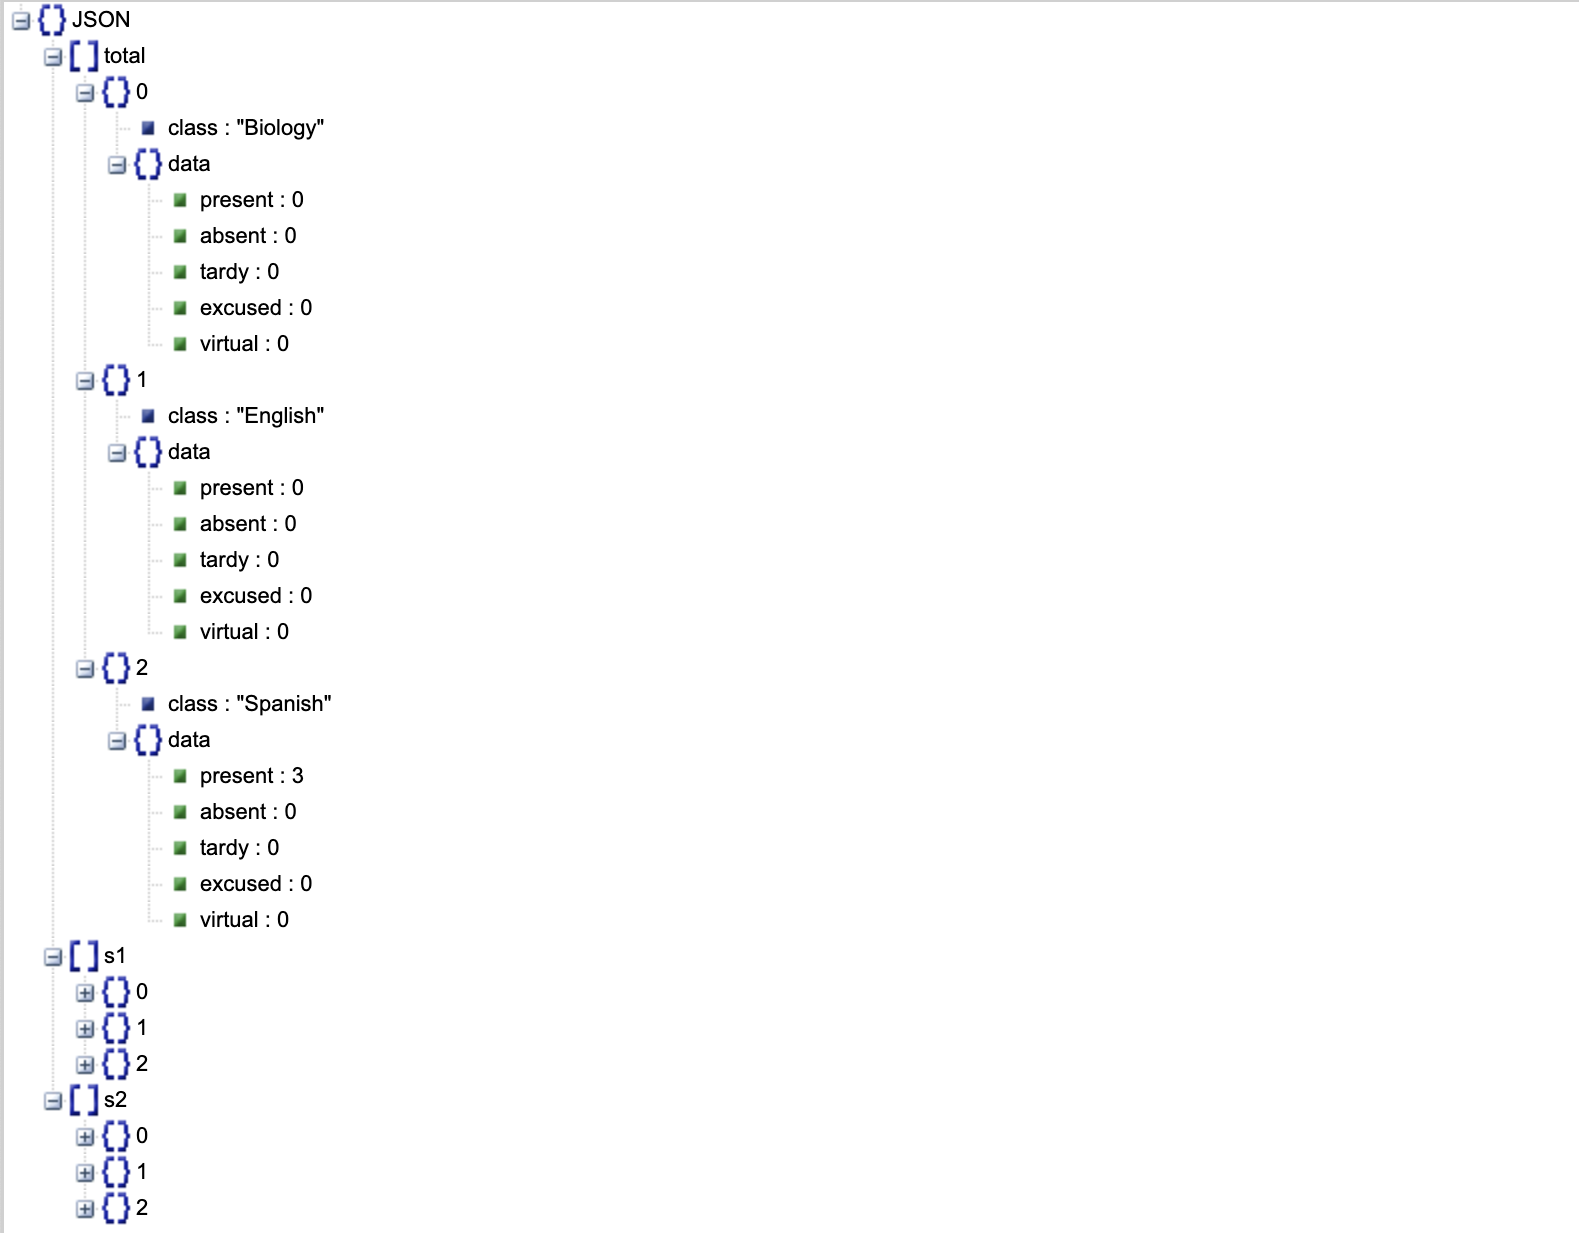 JSON
total
0
class : "Biology"
data
present : 0
absent : 0
tardy : 0
excused : 0
virtual : 0
1
class : "English"
data
present : 0
absent : 0
tardy : 0
excused : 0
virtual : 0
2
class : "Spanish"
data
present : 3
absent : 0
tardy : 0
excused : 0
virtual : 0
s1
0
1
2
s2
0
1
2